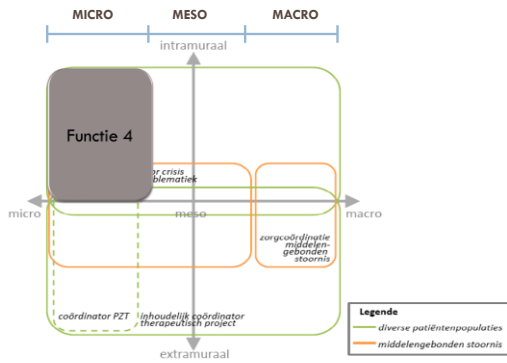 MICRO MESO MACRO
intramuraal
Functie 4
or crisis
blematiek
micro meso macro
zorgcoördinatie
middelen-
gebonden
stoornis
coördinator PZT
inhoudelijk coördinator
therapeutisch project
extramuraal
Legende
diverse patiëntenpopulaties
middelengebonden stoornis